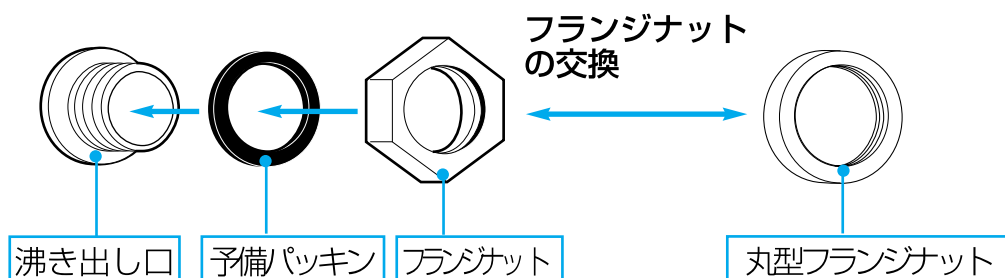 フランジナット
の交換
沸き出し口
予備パッキン
フランジナット
丸型フランジナット